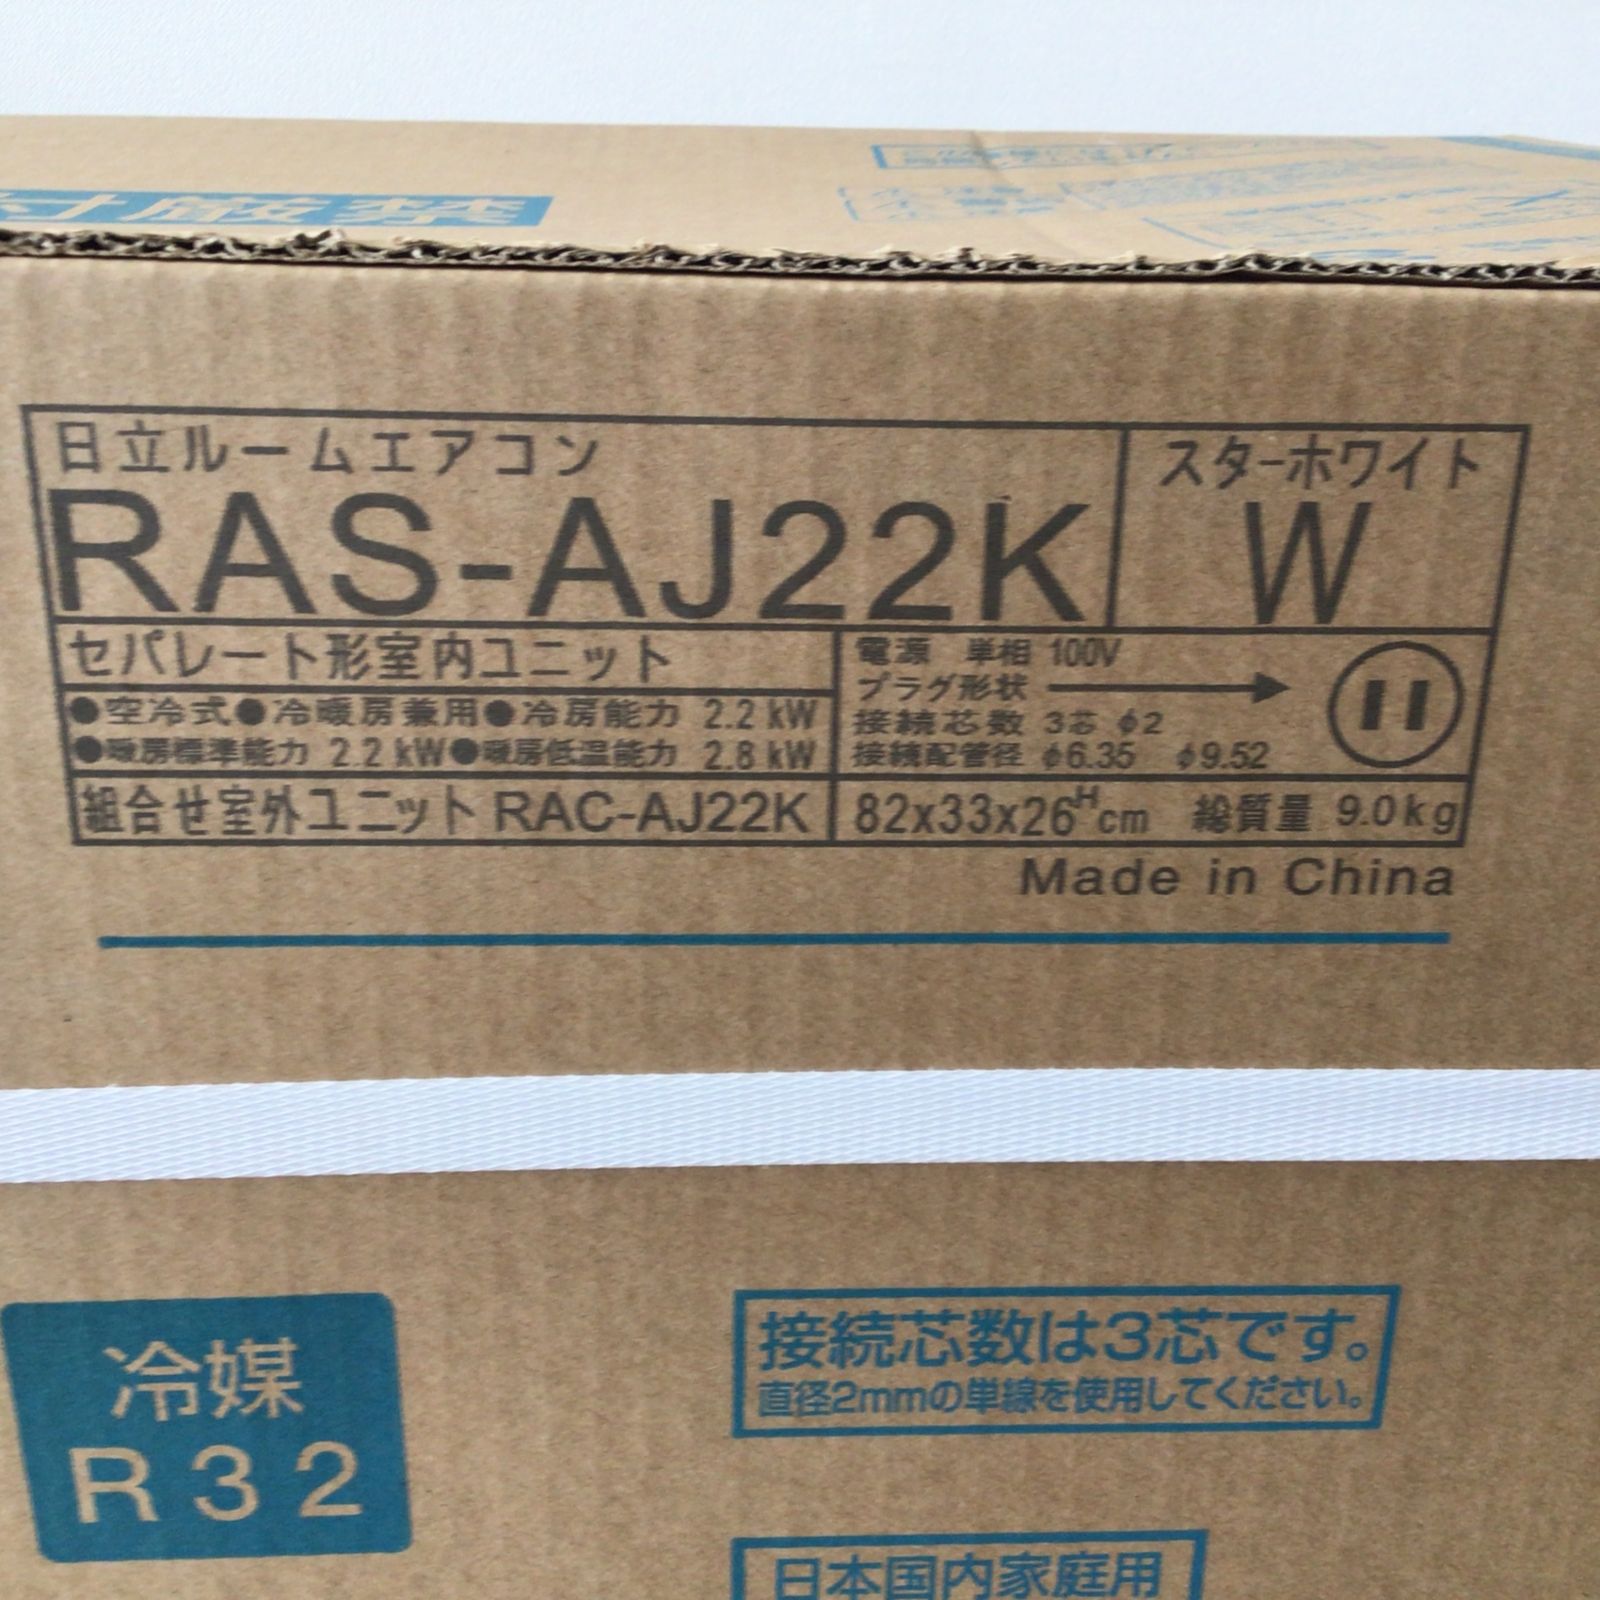 厳禁
日立ルームエアコン
RAS-AJ22K
スターホワイト
W
セパレート形室内ユニット
●空冷式●冷暖房兼用●冷房能力 2.2kW
●暖房標準能力 2.2kW●暖房低温能力 2.8kW
組合せ室外ユニット RAC-AJ22K
電源 単相 100V
プラグ形状
接続芯数 3芯 φ2
接続配管径 φ6.35 φ9.52
82x33x26ᴴcm 総質量 9.0kg
Made in China
冷媒
R32
接続芯数は3芯です。
直径2mmの単線を使用してください。
日本国内家庭用